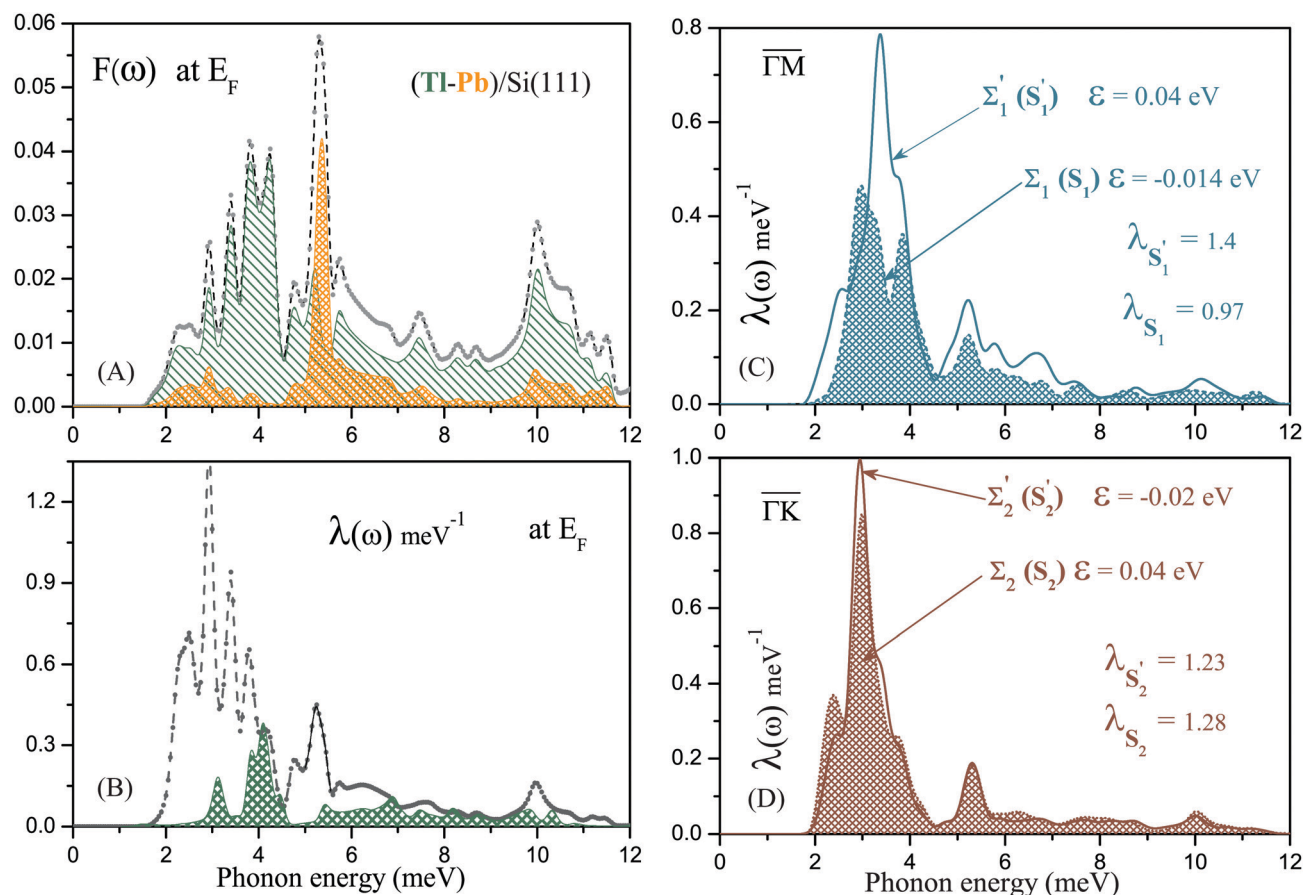 F(ω) at E_F
(Tl-Pb)/Si(111)
(A)
0.06
0.05
0.04
0.03
0.02
0.01
0.00
0 2 4 6 8 10 12
λ(ω) meV⁻¹ at E_F
(B)
1.2
0.9
0.6
0.3
0.0
0 2 4 6 8 10 12
Phonon energy (meV)
ΓM
Σ'₁ (S'₁) ε = 0.04 eV
Σ₁ (S₁) ε = -0.014 eV
λ_S'₁ = 1.4
λ_S₁ = 0.97
λ(ω) meV⁻¹
(C)
0.8
0.6
0.4
0.2
0.0
0 2 4 6 8 10 12
ΓK
Σ'₂ (S'₂) ε = -0.02 eV
Σ₂ (S₂) ε = 0.04 eV
λ_S'₂ = 1.23
λ_S₂ = 1.28
λ(ω) meV⁻¹
(D)
1.0
0.8
0.6
0.4
0.2
0.0
0 2 4 6 8 10 12
Phonon energy (meV)